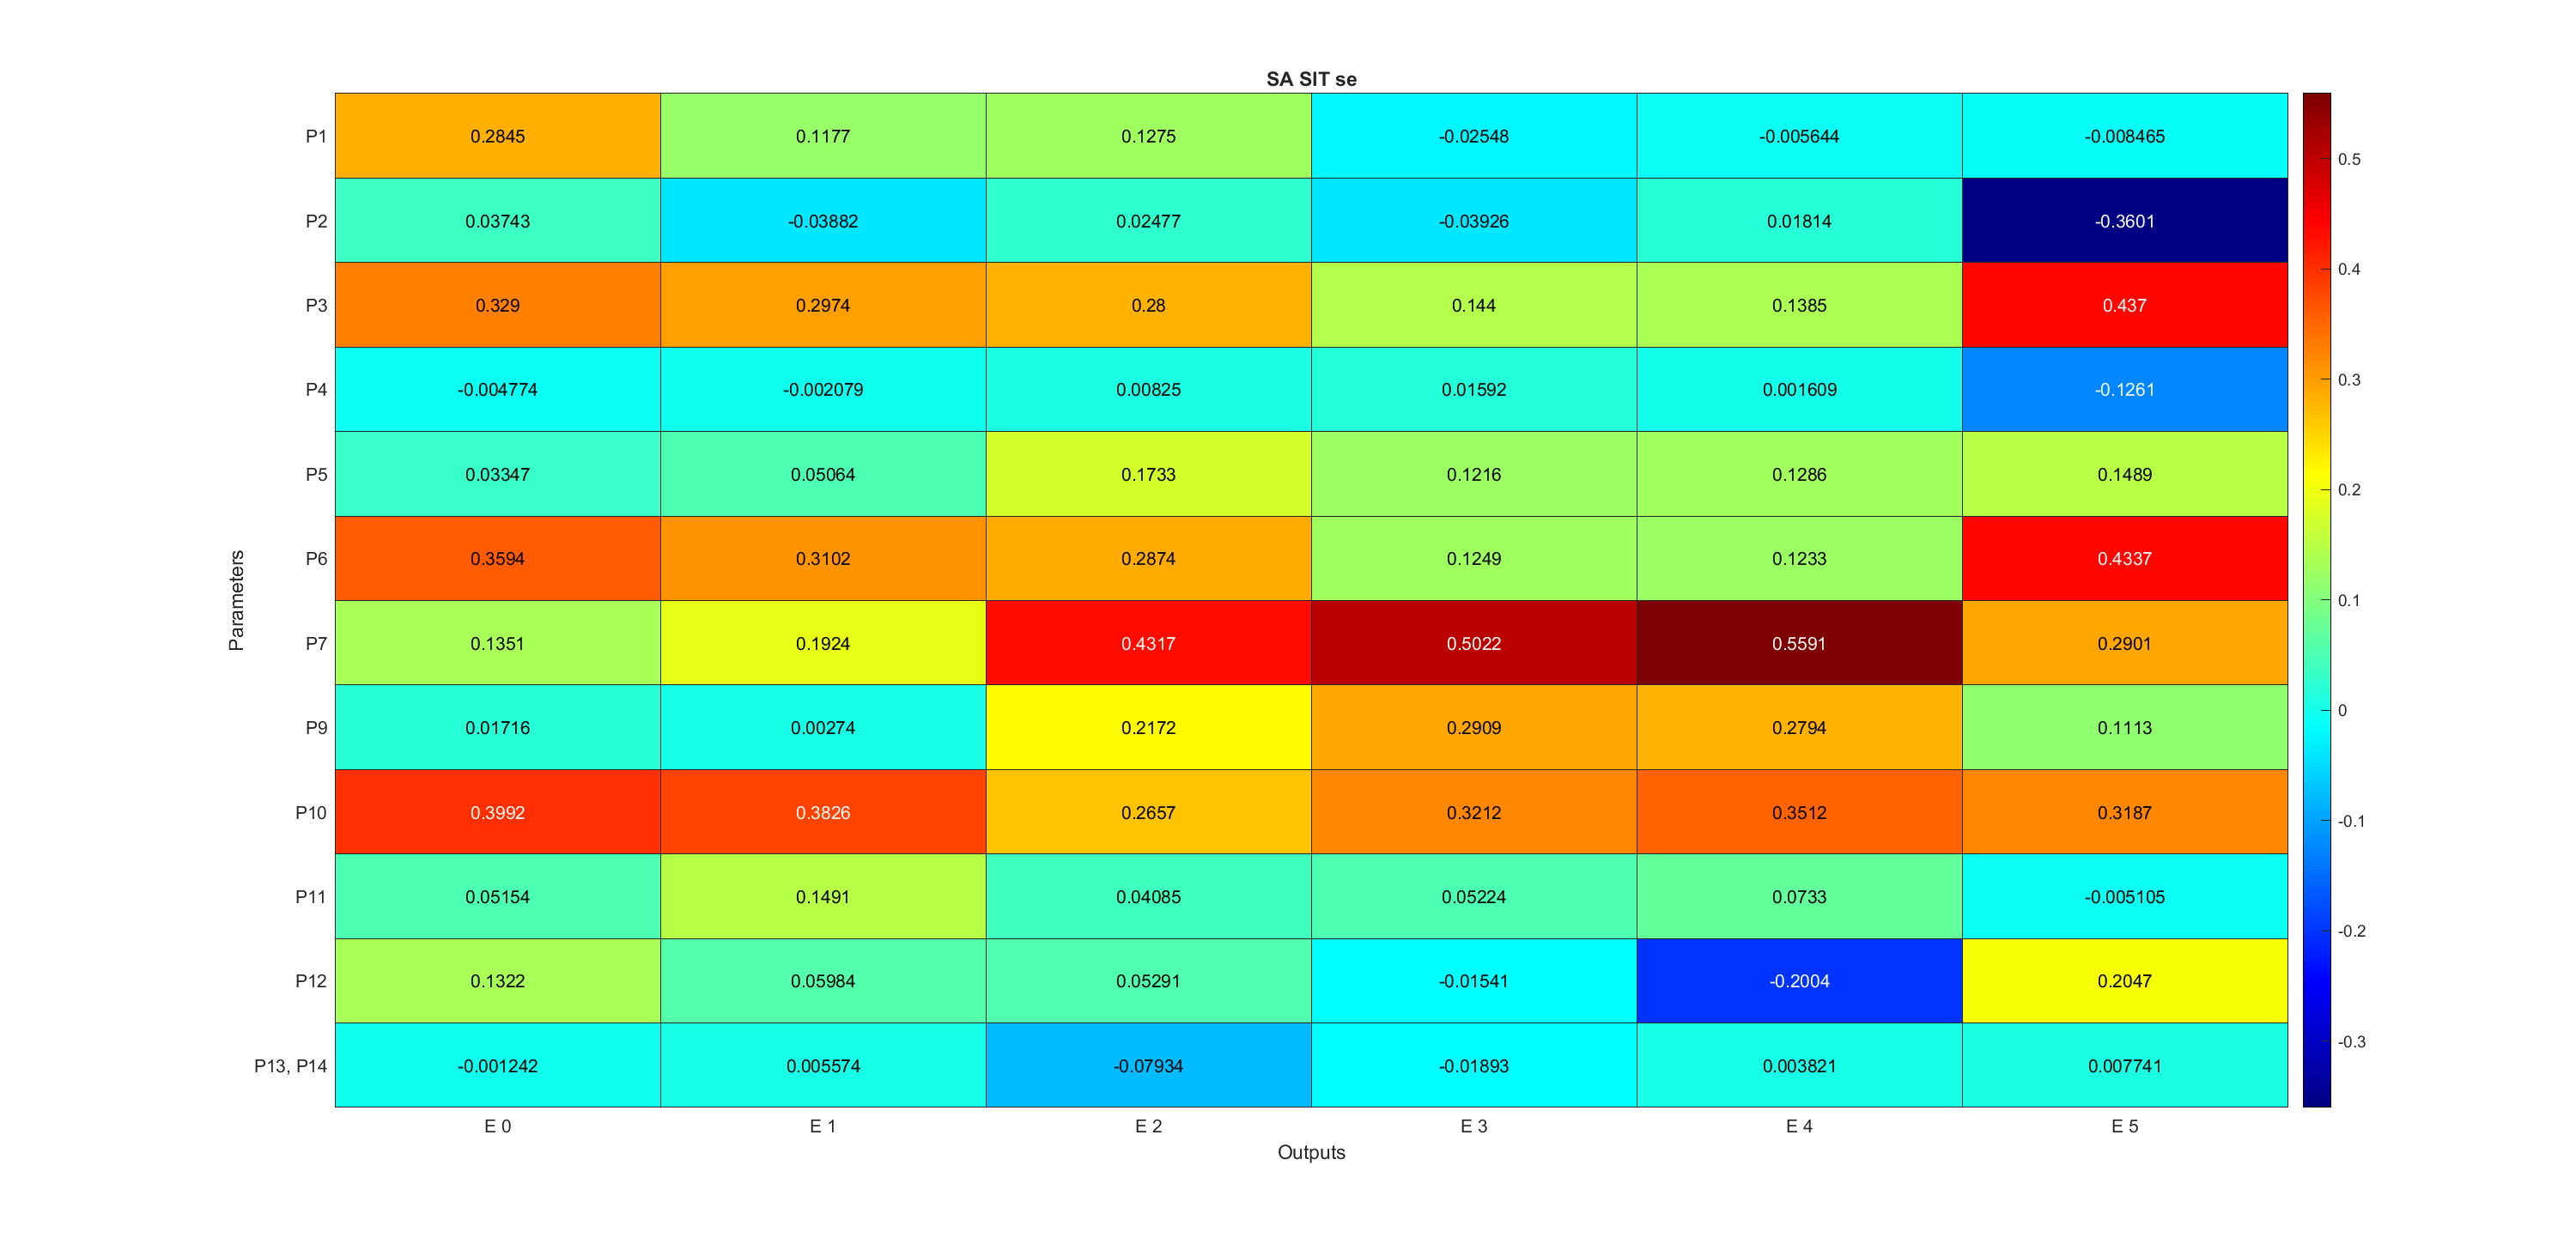 SA SIT se
P1 0.2845 0.1177 0.1275 -0.02548 -0.005644 -0.008465
P2 0.03743 -0.03882 0.02477 -0.03926 0.01814 -0.3601
P3 0.329 0.2974 0.28 0.144 0.1385 0.437
P4 -0.004774 -0.002079 0.00825 0.01592 0.001609 -0.1261
P5 0.03347 0.05064 0.1733 0.1216 0.1286 0.1489
P6 0.3594 0.3102 0.2874 0.1249 0.1233 0.4337
P7 0.1351 0.1924 0.4317 0.5022 0.5591 0.2901
P9 0.01716 0.00274 0.2172 0.2909 0.2794 0.1113
P10 0.3992 0.3826 0.2657 0.3212 0.3512 0.3187
P11 0.05154 0.1491 0.04085 0.05224 0.0733 -0.005105
P12 0.1322 0.05984 0.05291 -0.01541 -0.2004 0.2047
P13, P14 -0.001242 0.005574 -0.07934 -0.01893 0.003821 0.007741
E 0 E 1 E 2 E 3 E 4 E 5
Outputs
Parameters
0.5
0.4
0.3
0.2
0.1
0
-0.1
-0.2
-0.3